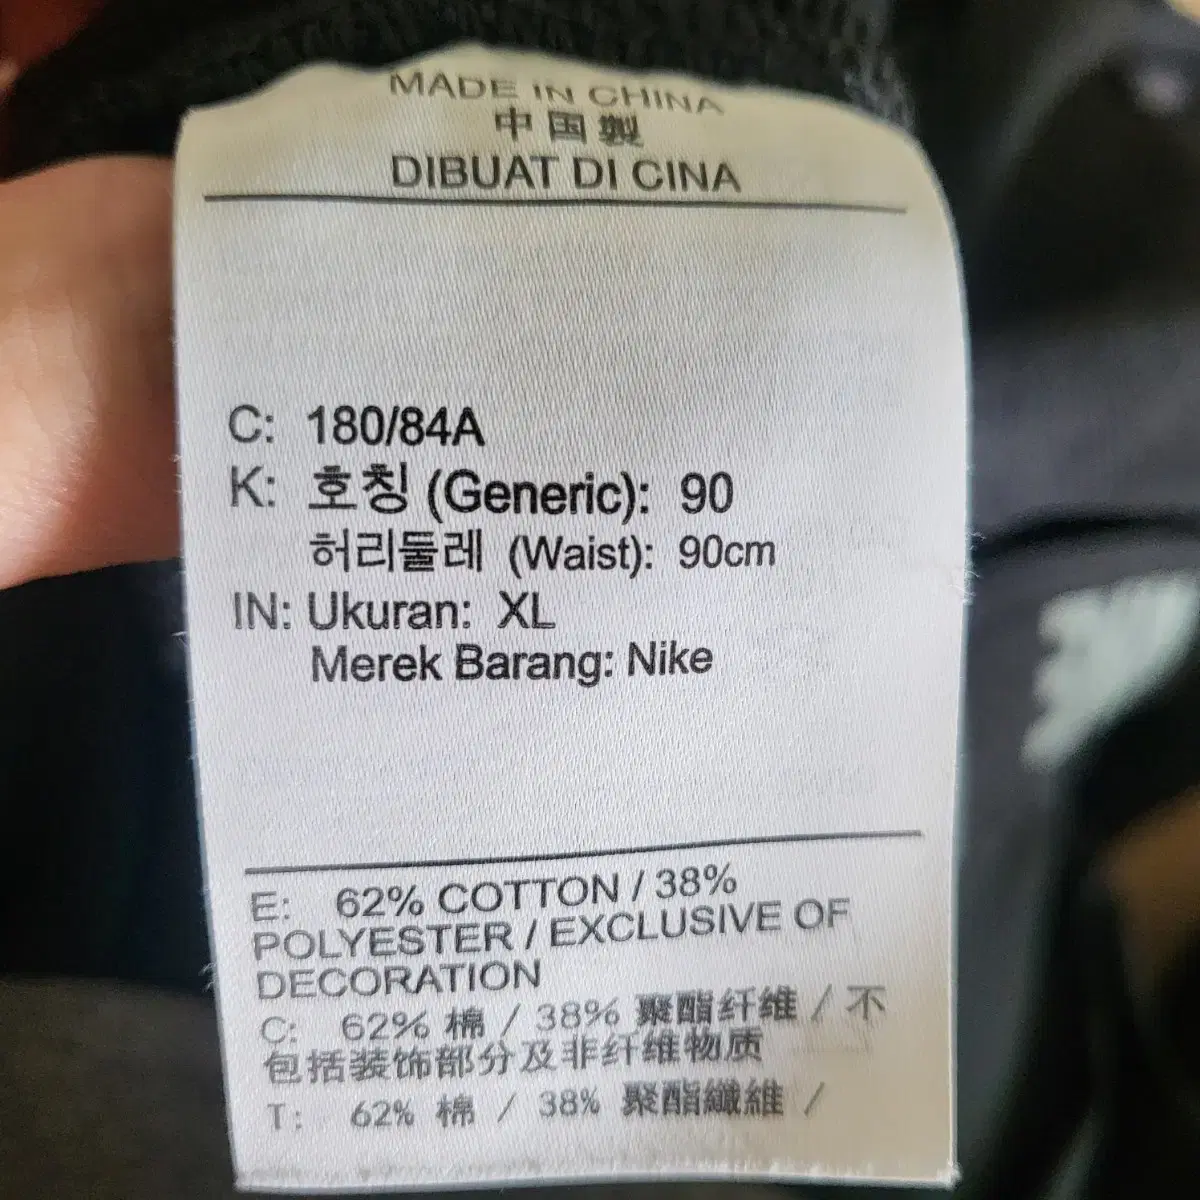 MADE IN CHINA
中国製
DIBUAT DI CINA
C: 180/84A
K: 호칭 (Generic): 90
허리둘레 (Waist): 90cm
IN: Ukuran: XL
Merek Barang: Nike
E: 62% COTTON / 38%
POLYESTER / EXCLUSIVE OF
DECORATION
C: 62% 棉 / 38% 聚酯纤维 / 不
包括装饰部分及非纤维物质
T: 62% 棉 / 38% 聚酯纖維 /